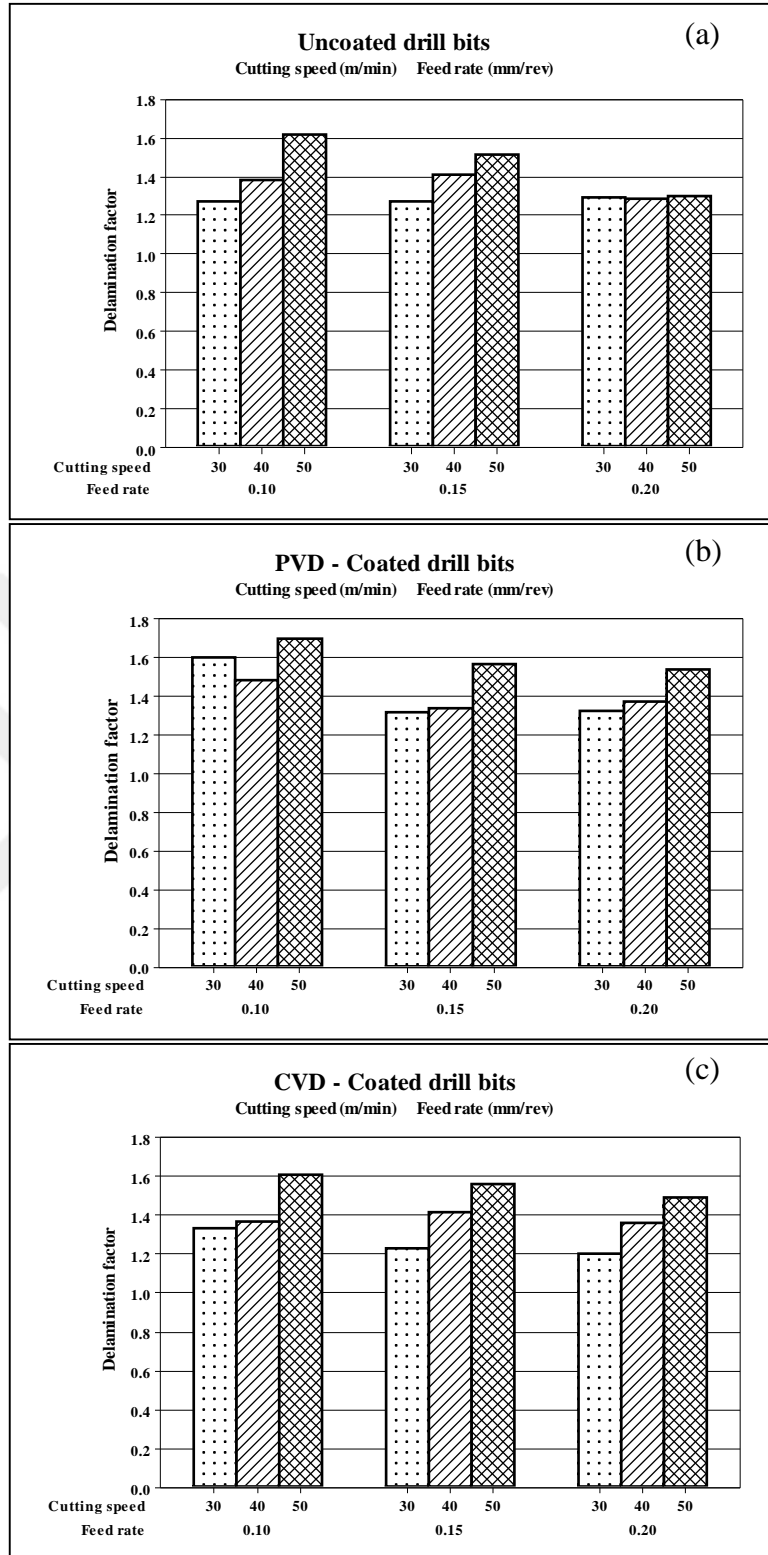 (a)
Uncoated drill bits
Cutting speed (m/min) Feed rate (mm/rev)
1.8
1.6
1.4
1.2
1.0
0.8
0.6
0.4
0.2
0.0
Delamination factor
Cutting speed 30 40 50 30 40 50 30 40 50
Feed rate 0.10 0.15 0.20
(b)
PVD - Coated drill bits
Cutting speed (m/min) Feed rate (mm/rev)
1.8
1.6
1.4
1.2
1.0
0.8
0.6
0.4
0.2
0.0
Delamination factor
Cutting speed 30 40 50 30 40 50 30 40 50
Feed rate 0.10 0.15 0.20
(c)
CVD - Coated drill bits
Cutting speed (m/min) Feed rate (mm/rev)
1.8
1.6
1.4
1.2
1.0
0.8
0.6
0.4
0.2
0.0
Delamination factor
Cutting speed 30 40 50 30 40 50 30 40 50
Feed rate 0.10 0.15 0.20